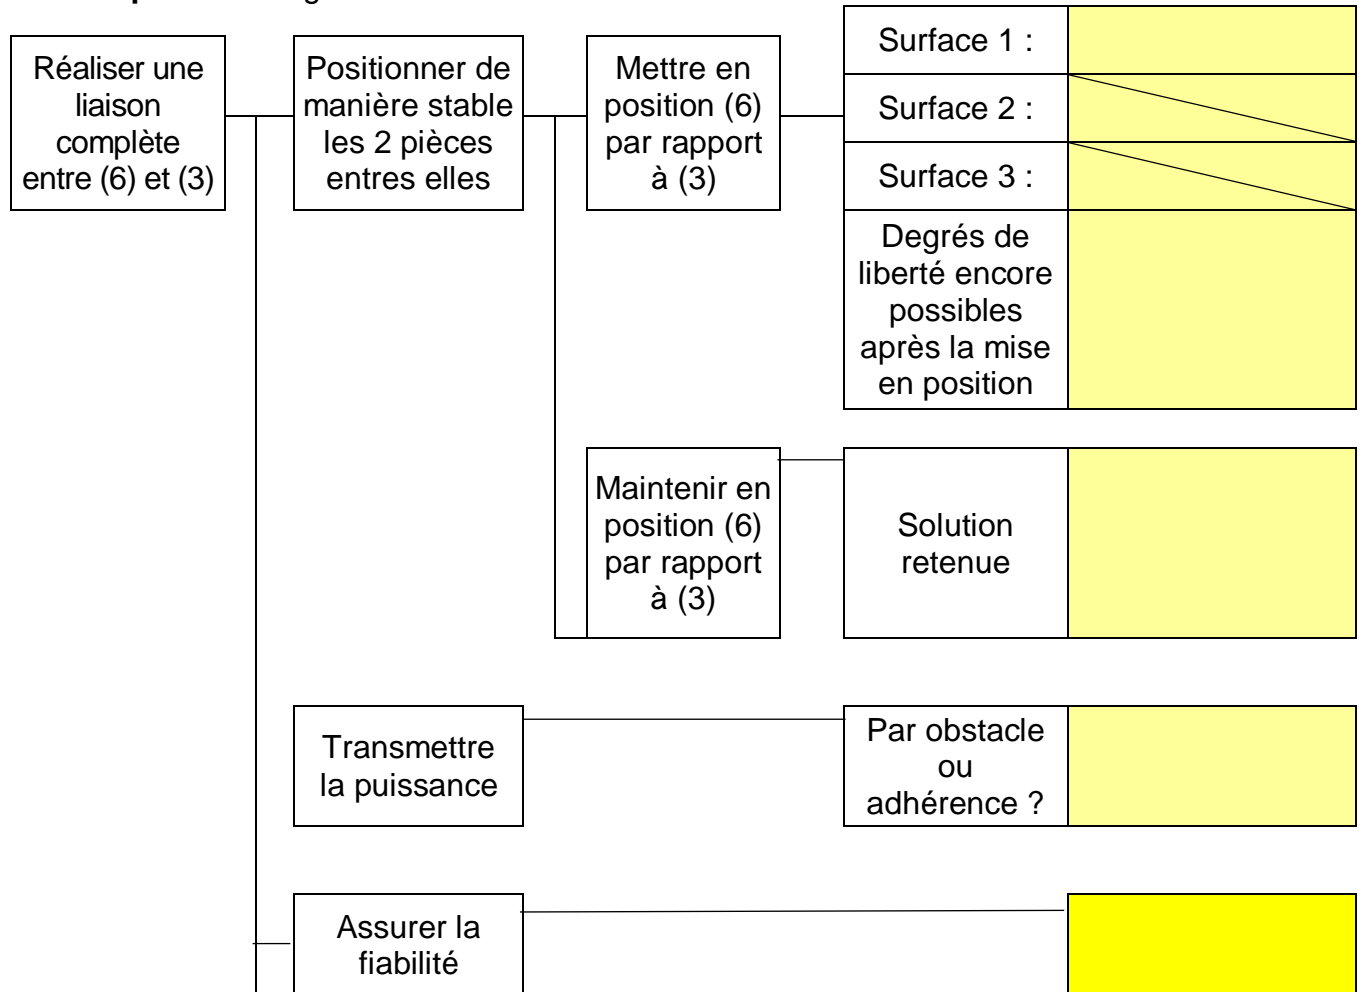 Réaliser une
liaison
complète
entre (6) et (3)
Positionner de
manière stable
les 2 pièces
entres elles
Mettre en
position (6)
par rapport
à (3)
Surface 1 :
Surface 2 :
Surface 3 :
Degrés de
liberté encore
possibles
après la mise
en position
Maintenir en
position (6)
par rapport
à (3)
Solution
retenue
Transmettre
la puissance
Par obstacle
ou
adhérence ?
Assurer la
fiabilité